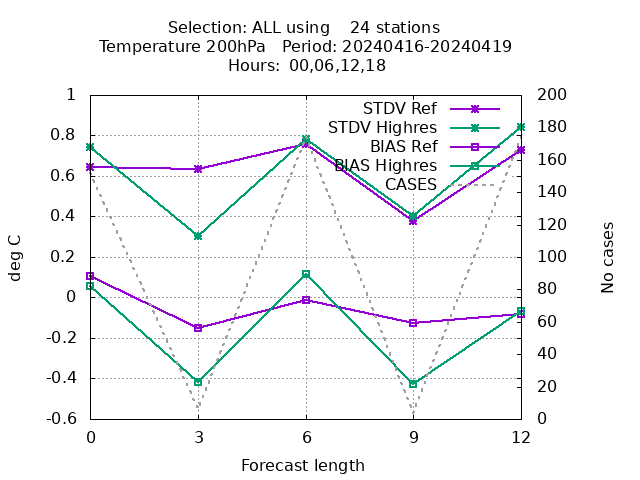 Selection: ALL using    24 stations
Temperature 200hPa   Period: 20240416-20240419
Hours: 00,06,12,18
1
0.8
0.6
0.4
0.2
0
-0.2
-0.4
-0.6
deg C
200
180
160
140
120
100
80
60
40
20
0
No cases
STDV Ref
STDV Highres
BIAS Ref
BIAS Highres
CASES
0 3 6 9 12
Forecast length